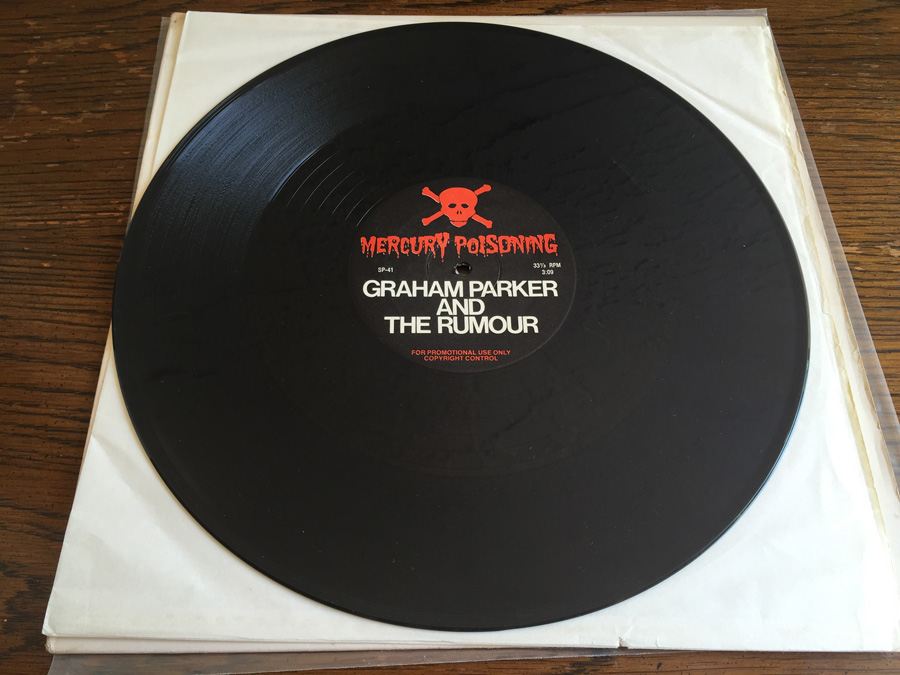 MERCURY POISONING
SP-41
33⅓ RPM
3:09
GRAHAM PARKER
AND
THE RUMOUR
FOR PROMOTIONAL USE ONLY
COPYRIGHT CONTROL